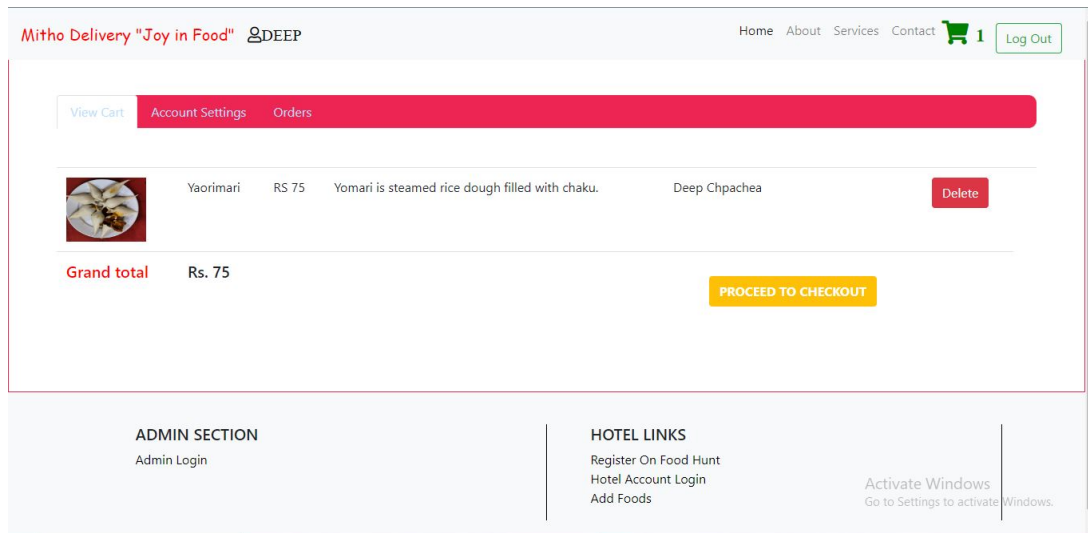 Mitho Delivery "Joy in Food" DEEP Home About Services Contact 1 Log Out
View Cart Account Settings Orders
Yaorimari RS 75 Yomari is steamed rice dough filled with chaku. Deep Chpachea Delete
Grand total Rs. 75
PROCEED TO CHECKOUT
ADMIN SECTION
Admin Login
HOTEL LINKS
Register On Food Hunt
Hotel Account Login
Add Foods
Activate Windows
Go to Settings to activate Windows.